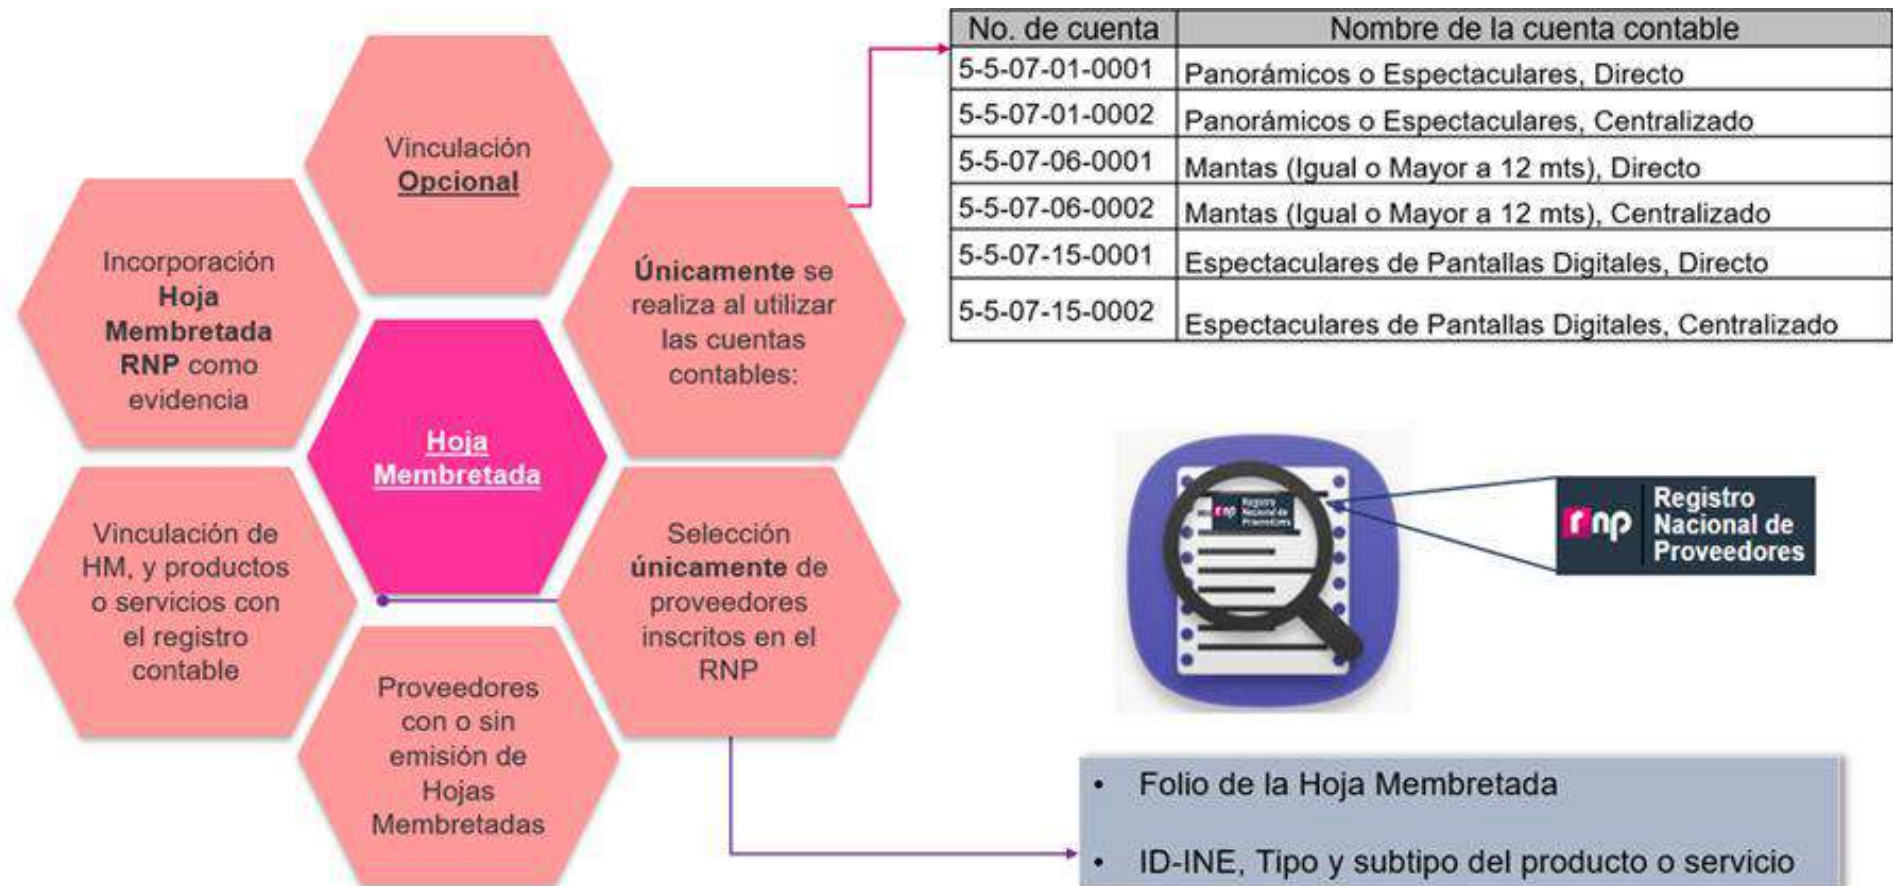 Vinculación
Opcional
Únicamente se
realiza al utilizar
las cuentas
contables:
Incorporación
Hoja
Membretada
RNP como
evidencia
Hoja
Membretada
Vinculación de
HM, y productos
o servicios con
el registro
contable
Selección
únicamente de
proveedores
inscritos en el
RNP
Proveedores
con o sin
emisión de
Hojas
Membretadas
No. de cuenta Nombre de la cuenta contable
5-5-07-01-0001 Panorámicos o Espectaculares, Directo
5-5-07-01-0002 Panorámicos o Espectaculares, Centralizado
5-5-07-06-0001 Mantas (Igual o Mayor a 12 mts), Directo
5-5-07-06-0002 Mantas (Igual o Mayor a 12 mts), Centralizado
5-5-07-15-0001 Espectaculares de Pantallas Digitales, Directo
5-5-07-15-0002 Espectaculares de Pantallas Digitales, Centralizado
rnp
Registro
Nacional de
Proveedores
rnp
Registro
Nacional de
Proveedores
• Folio de la Hoja Membretada
• ID-INE, Tipo y subtipo del producto o servicio